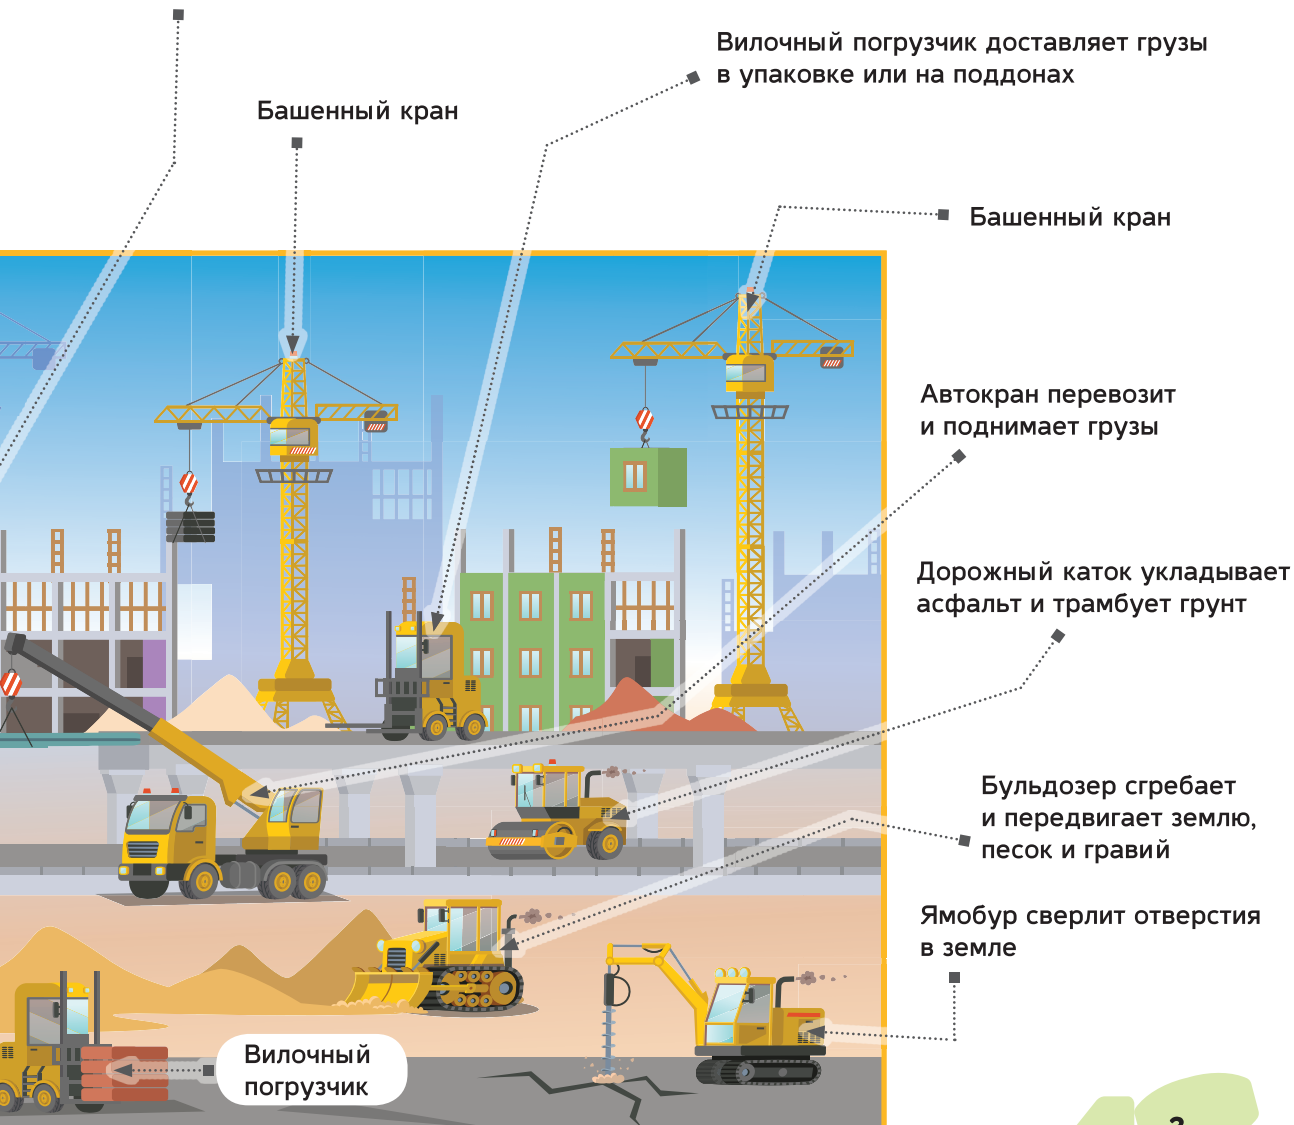 Вилочный погрузчик доставляет грузы
в упаковке или на поддонах
Башенный кран
Башенный кран
Автокран перевозит
и поднимает грузы
Дорожный каток укладывает
асфальт и трамбует грунт
Бульдозер сгребает
и передвигает землю,
песок и гравий
Ямобур сверлит отверстия
в земле
Вилочный
погрузчик